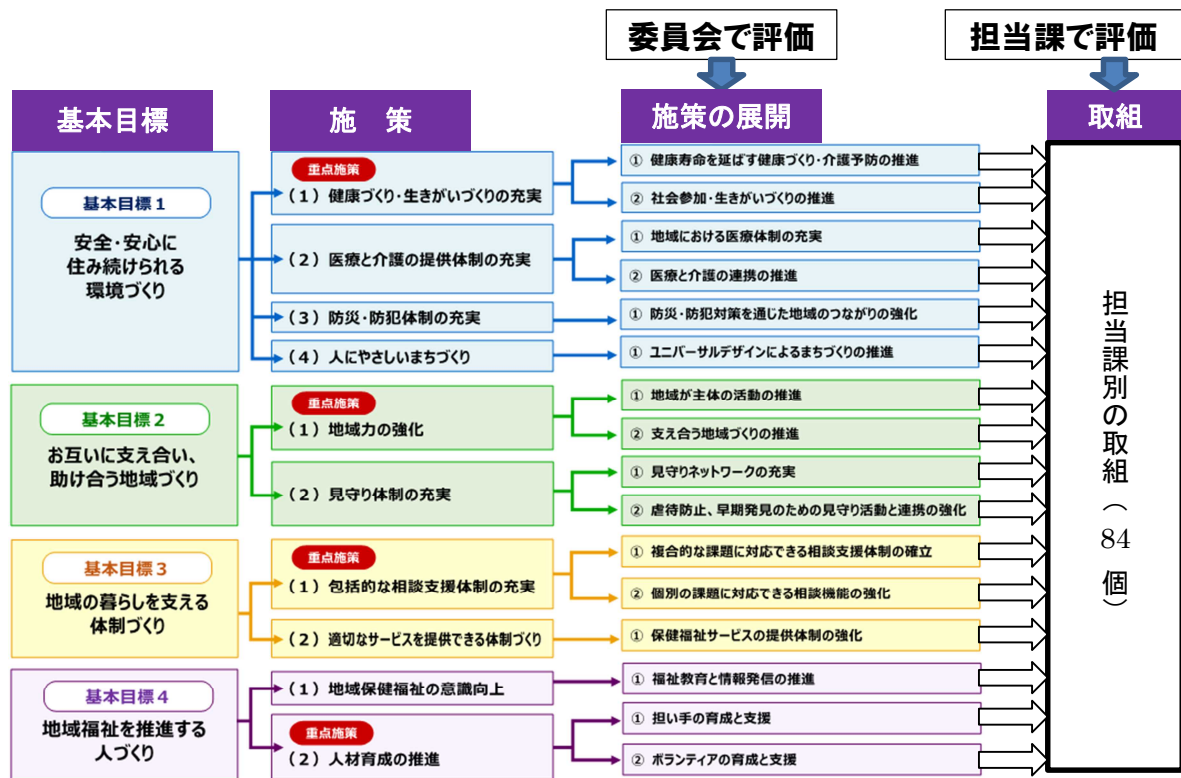 委員会で評価
担当課で評価
基本目標
施　策
施策の展開
取組
基本目標1
安全・安心に
住み続けられる
環境づくり
重点施策
（1）健康づくり・生きがいづくりの充実
① 健康寿命を延ばす健康づくり・介護予防の推進
② 社会参加・生きがいづくりの推進
（2）医療と介護の提供体制の充実
① 地域における医療体制の充実
② 医療と介護の連携の推進
（3）防災・防犯体制の充実
① 防災・防犯対策を通じた地域のつながりの強化
（4）人にやさしいまちづくり
① ユニバーサルデザインによるまちづくりの推進
基本目標2
お互いに支え合い、
助け合う地域づくり
重点施策
（1）地域力の強化
① 地域が主体の活動の推進
② 支え合う地域づくりの推進
（2）見守り体制の充実
① 見守りネットワークの充実
② 虐待防止、早期発見のための見守り活動と連携の強化
基本目標3
地域の暮らしを支える
体制づくり
重点施策
（1）包括的な相談支援体制の充実
① 複合的な課題に対応できる相談支援体制の確立
② 個別の課題に対応できる相談機能の強化
（2）適切なサービスを提供できる体制づくり
① 保健福祉サービスの提供体制の強化
基本目標4
地域福祉を推進する
人づくり
（1）地域保健福祉の意識向上
① 福祉教育と情報発信の推進
重点施策
（2）人材育成の推進
① 担い手の育成と支援
② ボランティアの育成と支援
担当課別の取組（84個）